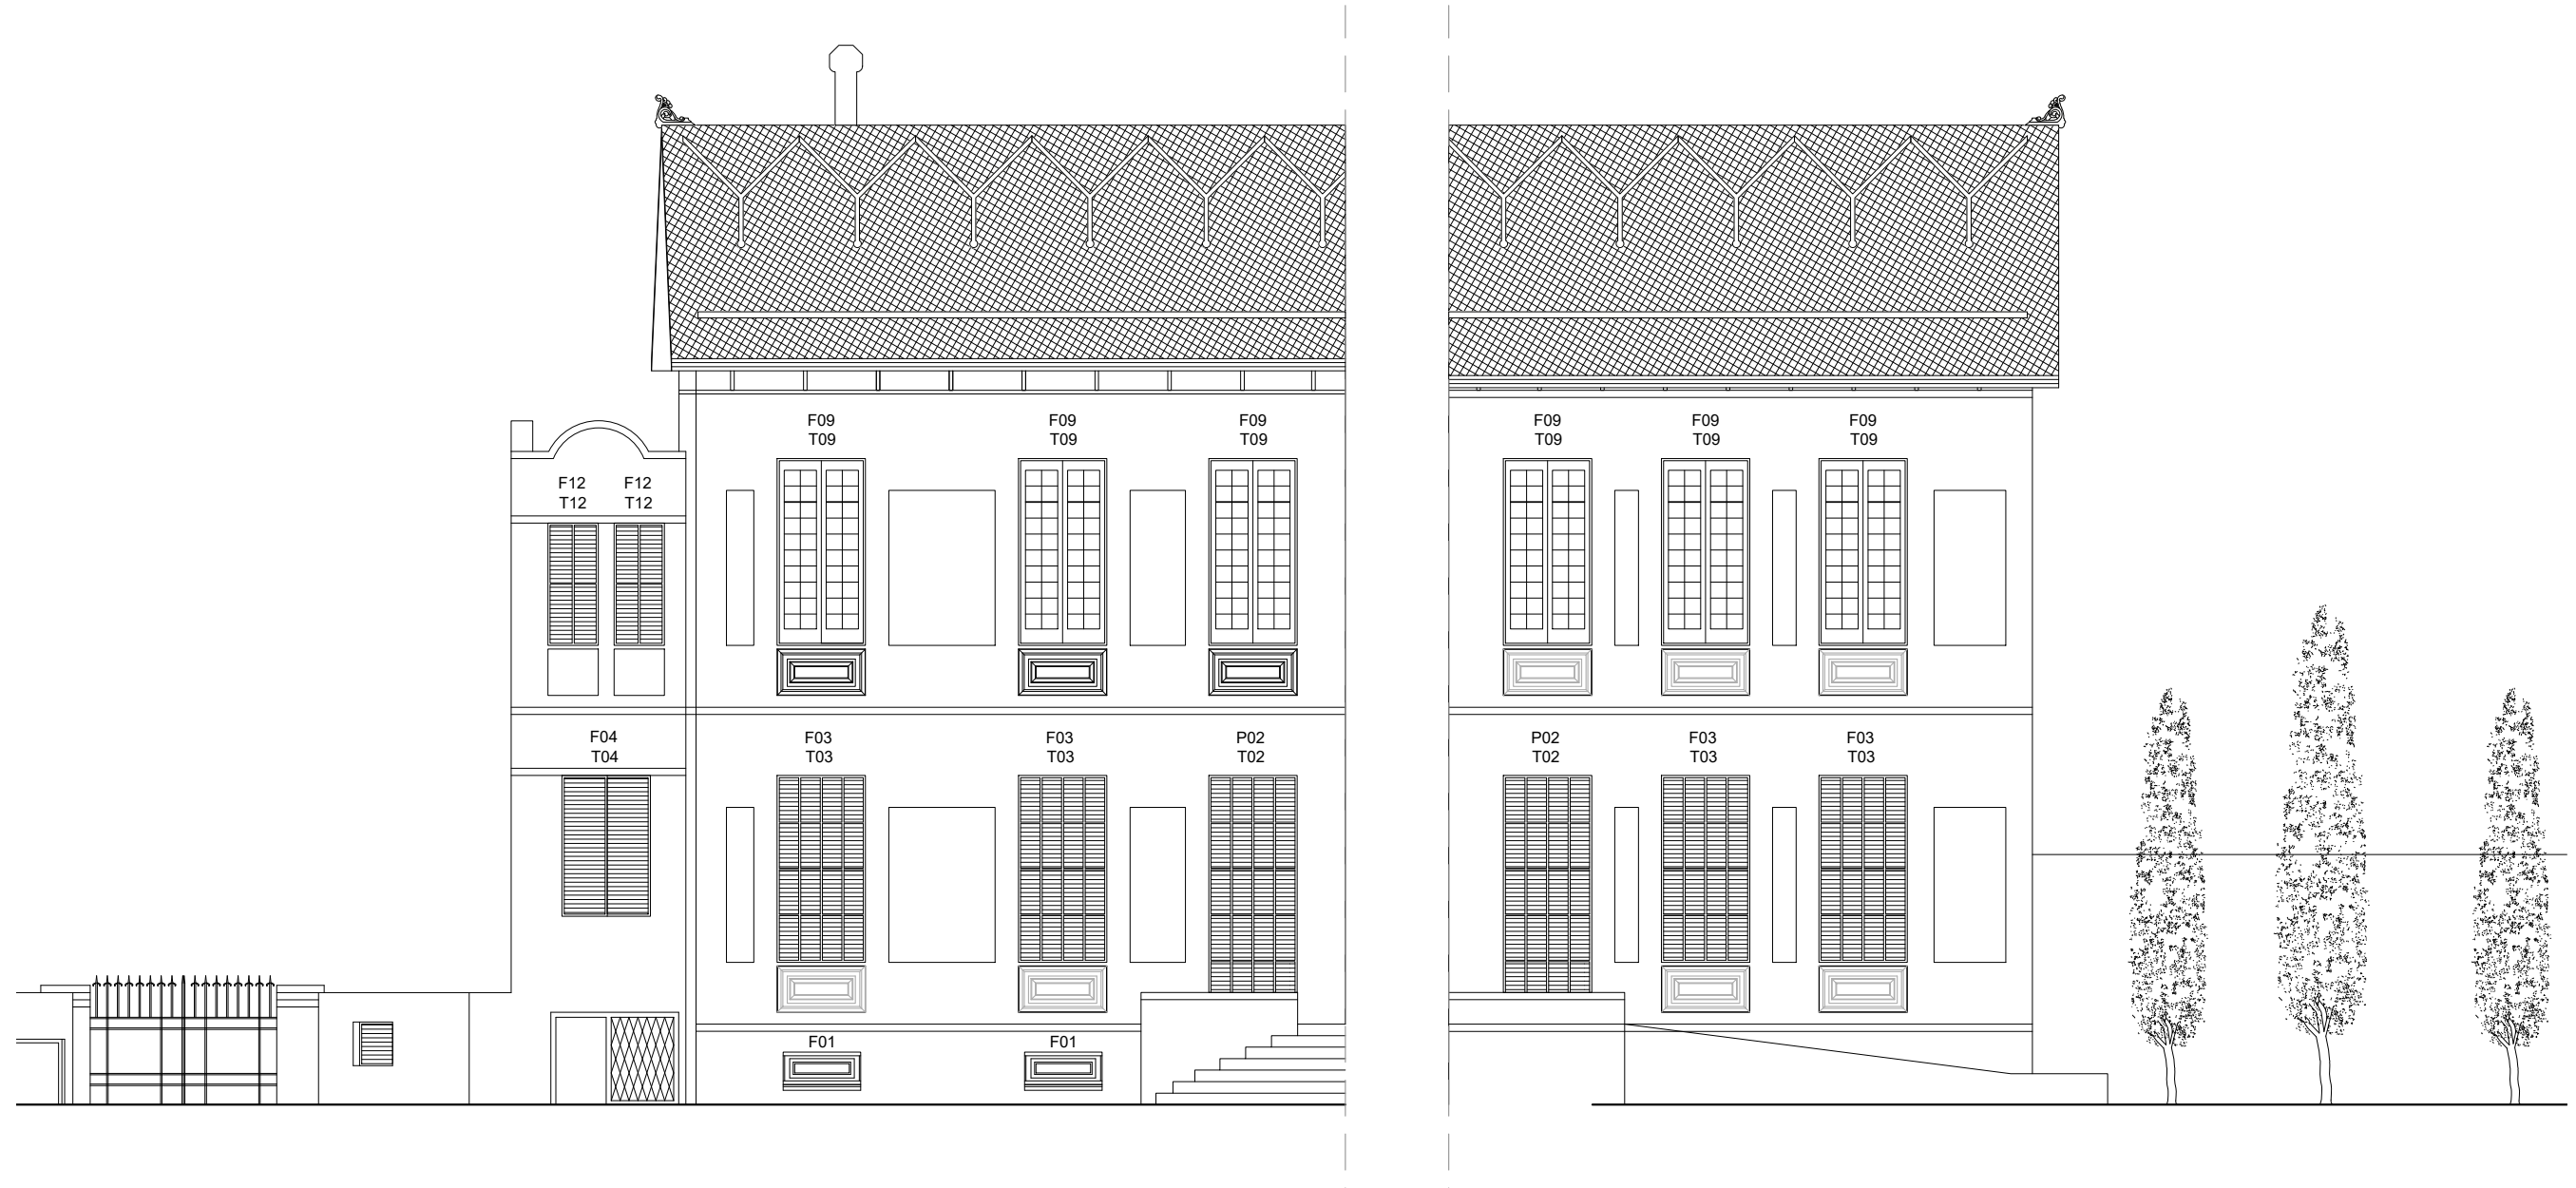 F09 F09 F09 F09 F09 F09
T09 T09 T09 T09 T09 T09
F12 F12
T12 T12
F04 F03 F03 P02 P02 F03 F03
T04 T03 T03 T02 T02 T03 T03
F01 F01